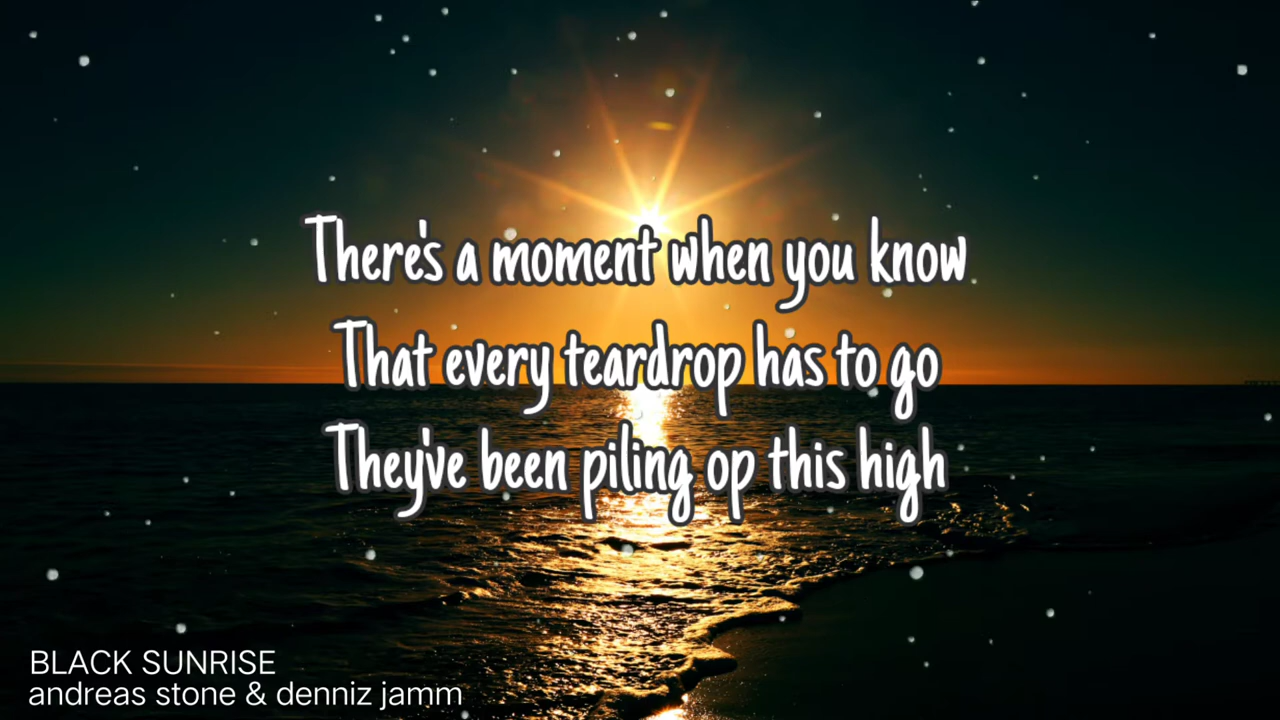 There's a moment when you know
That every teardrop has to go
They've been piling op this high
BLACK SUNRISE
andreas stone & denniz jamm